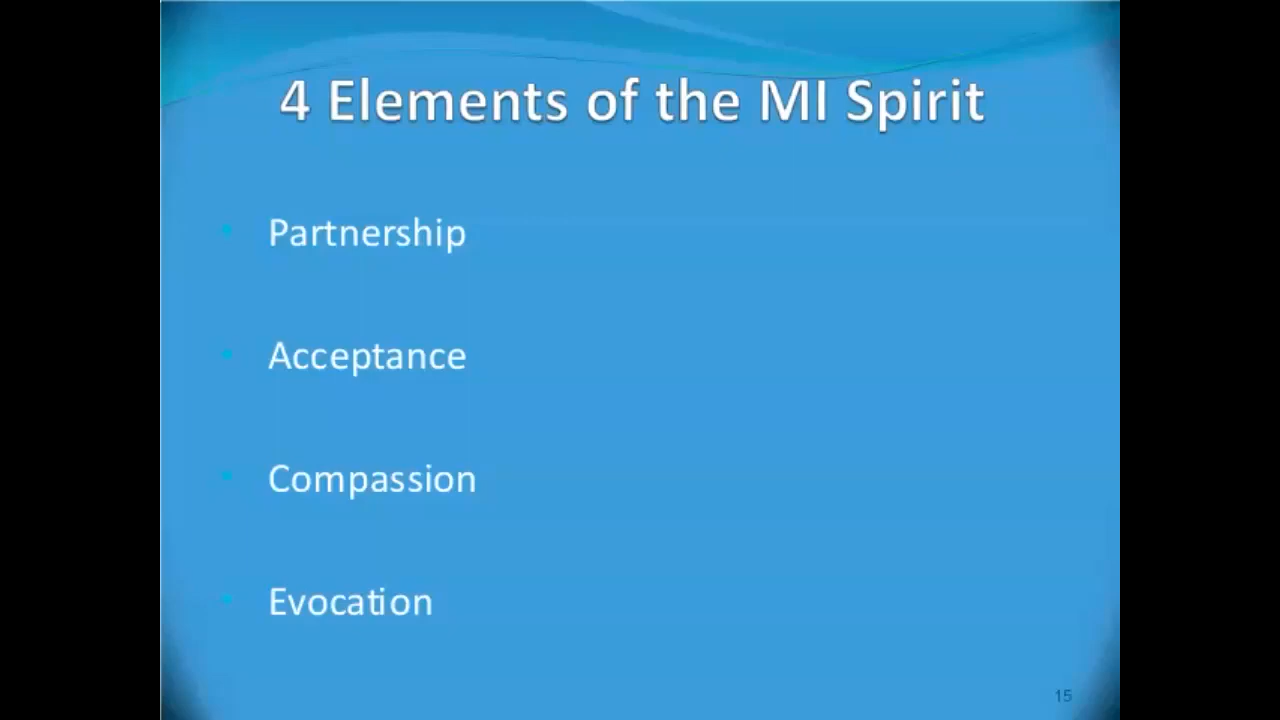 4 Elements of the MI Spirit
• Partnership
• Acceptance
• Compassion
• Evocation
15